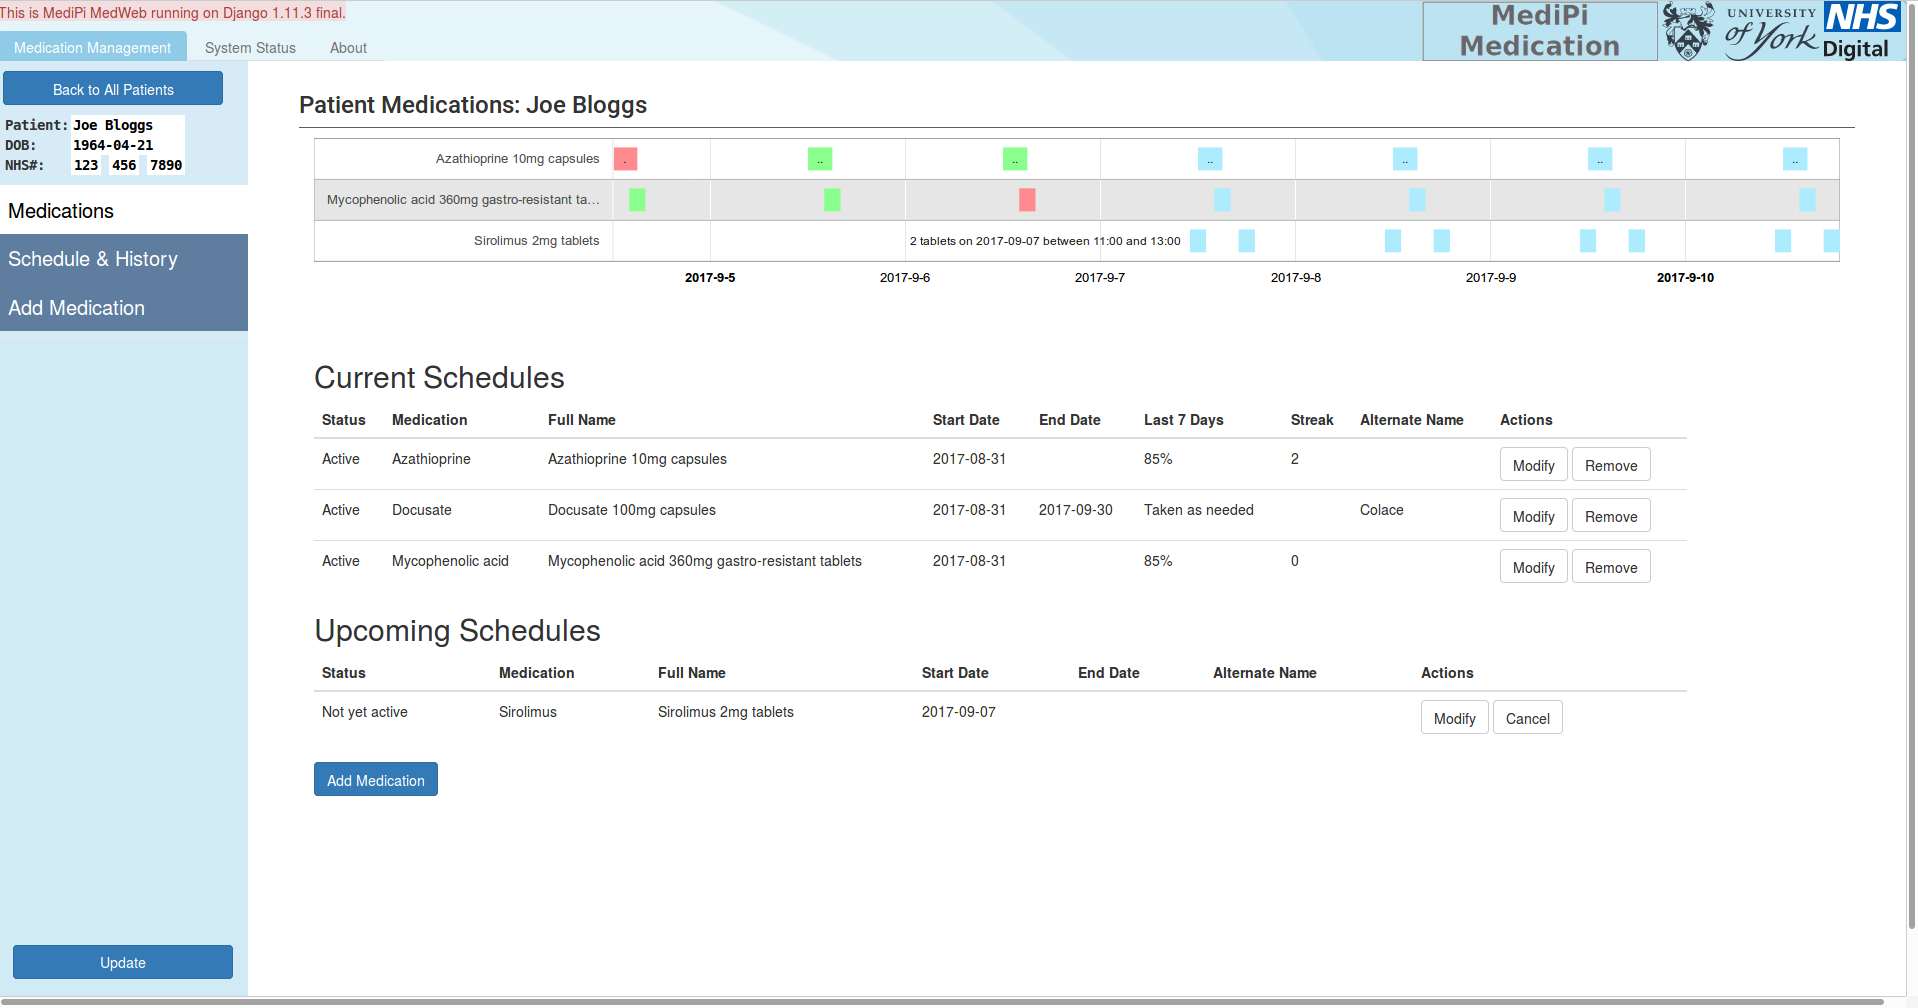 This is MediPi MedWeb running on Django 1.11.3 final.
MediPi
Medication
UNIVERSITY
of York
NHS
Digital
Medication Management System Status About
Back to All Patients
Patient: Joe Bloggs
DOB: 1964-04-21
NHS#: 123 456 7890
Medications
Schedule & History
Add Medication
Update
Patient Medications: Joe Bloggs
Azathioprine 10mg capsules . .. .. .. .. .. ..
Mycophenolic acid 360mg gastro-resistant ta...
Sirolimus 2mg tablets 2 tablets on 2017-09-07 between 11:00 and 13:00
2017-9-5 2017-9-6 2017-9-7 2017-9-8 2017-9-9 2017-9-10
Current Schedules
Status Medication Full Name Start Date End Date Last 7 Days Streak Alternate Name Actions
Active Azathioprine Azathioprine 10mg capsules 2017-08-31 85% 2 Modify Remove
Active Docusate Docusate 100mg capsules 2017-08-31 2017-09-30 Taken as needed Colace Modify Remove
Active Mycophenolic acid Mycophenolic acid 360mg gastro-resistant tablets 2017-08-31 85% 0 Modify Remove
Upcoming Schedules
Status Medication Full Name Start Date End Date Alternate Name Actions
Not yet active Sirolimus Sirolimus 2mg tablets 2017-09-07 Modify Cancel
Add Medication